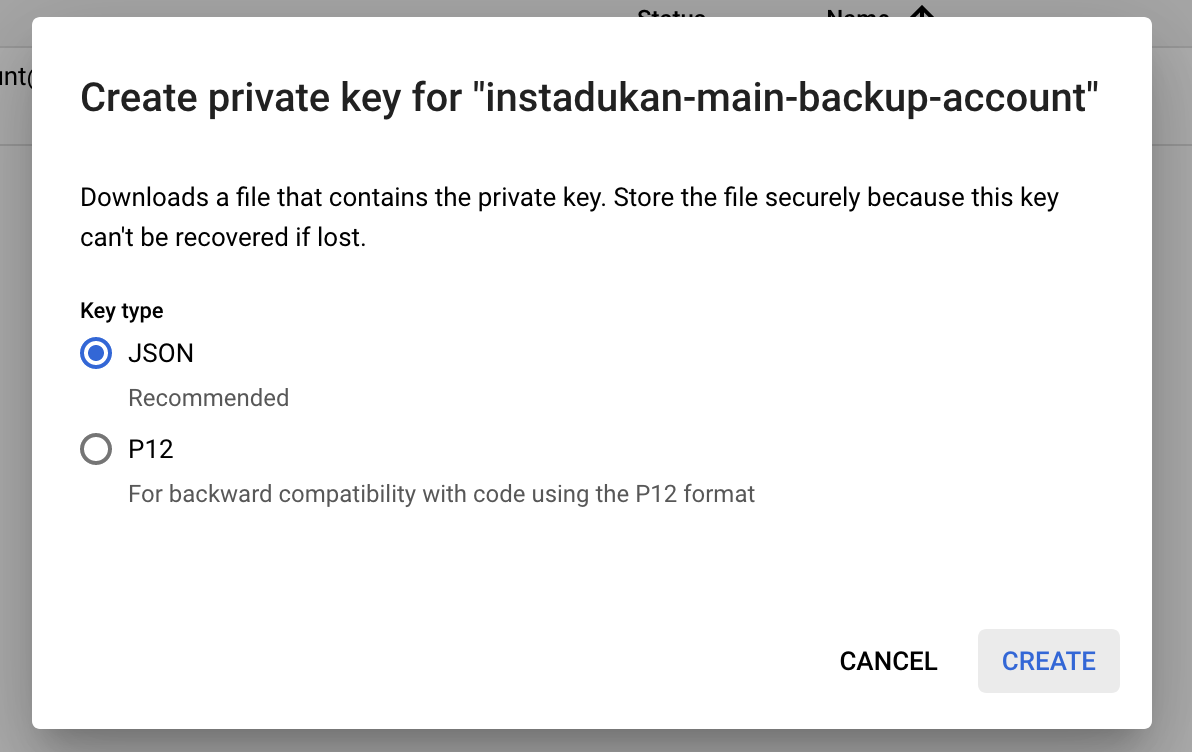 Status Name
unt(
Create private key for "instadukan-main-backup-account"
Downloads a file that contains the private key. Store the file securely because this key
can't be recovered if lost.
Key type
JSON
Recommended
P12
For backward compatibility with code using the P12 format
CANCEL CREATE